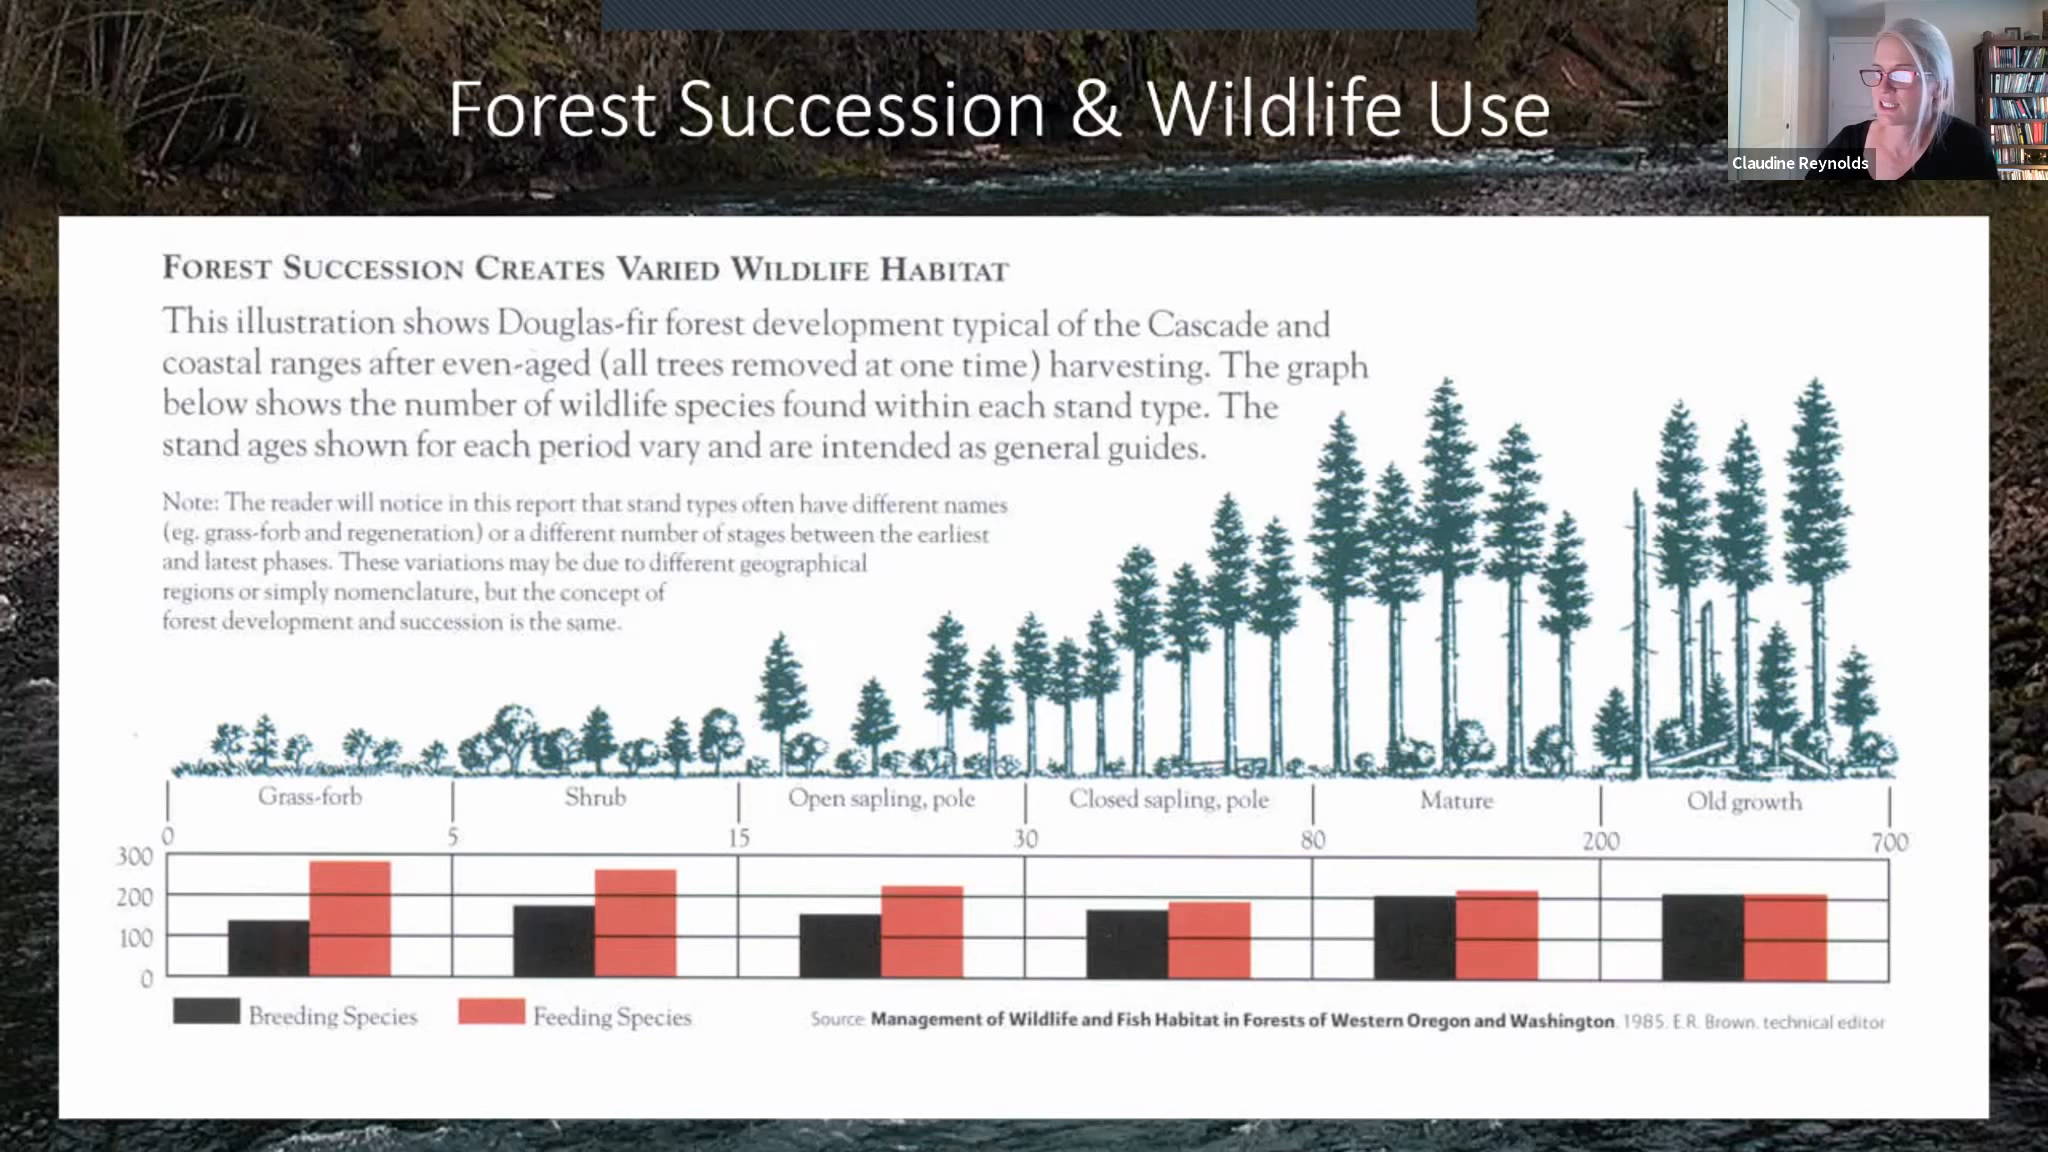 Forest Succession & Wildlife Use
Claudine Reynolds
FOREST SUCCESSION CREATES VARIED WILDLIFE HABITAT
This illustration shows Douglas-fir forest development typical of the Cascade and
coastal ranges after even-aged (all trees removed at one time) harvesting. The graph
below shows the number of wildlife species found within each stand type. The
stand ages shown for each period vary and are intended as general guides.
Note: The reader will notice in this report that stand types often have different names
(eg. grass-forb and regeneration) or a different number of stages between the earliest
and latest phases. These variations may be due to different geographical
regions or simply nomenclature, but the concept of
forest development and succession is the same.
Grass-forb Shrub Open sapling, pole Closed sapling, pole Mature Old growth
0 5 15 30 80 200 700
300
200
100
0
Breeding Species Feeding Species
Source: Management of Wildlife and Fish Habitat in Forests of Western Oregon and Washington. 1985. E.R. Brown. technical editor